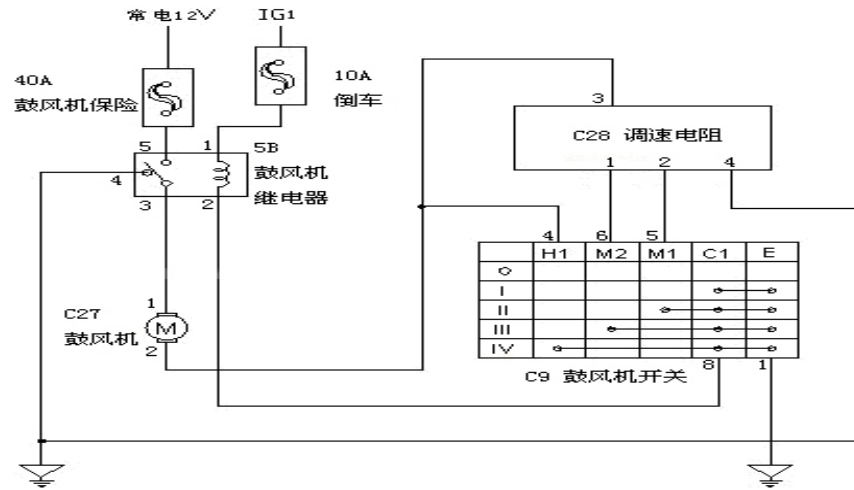 常电12V
IG1
40A
鼓风机保险
10A
倒车
3
C28 调速电阻
1 2 4
5 1
5B
鼓风机
继电器
4
3 2
4 6 5
H1 M2 M1 C1 E
O
I
II
III
IV
8 1
C9 鼓风机开关
1
C27
鼓风机
M
2